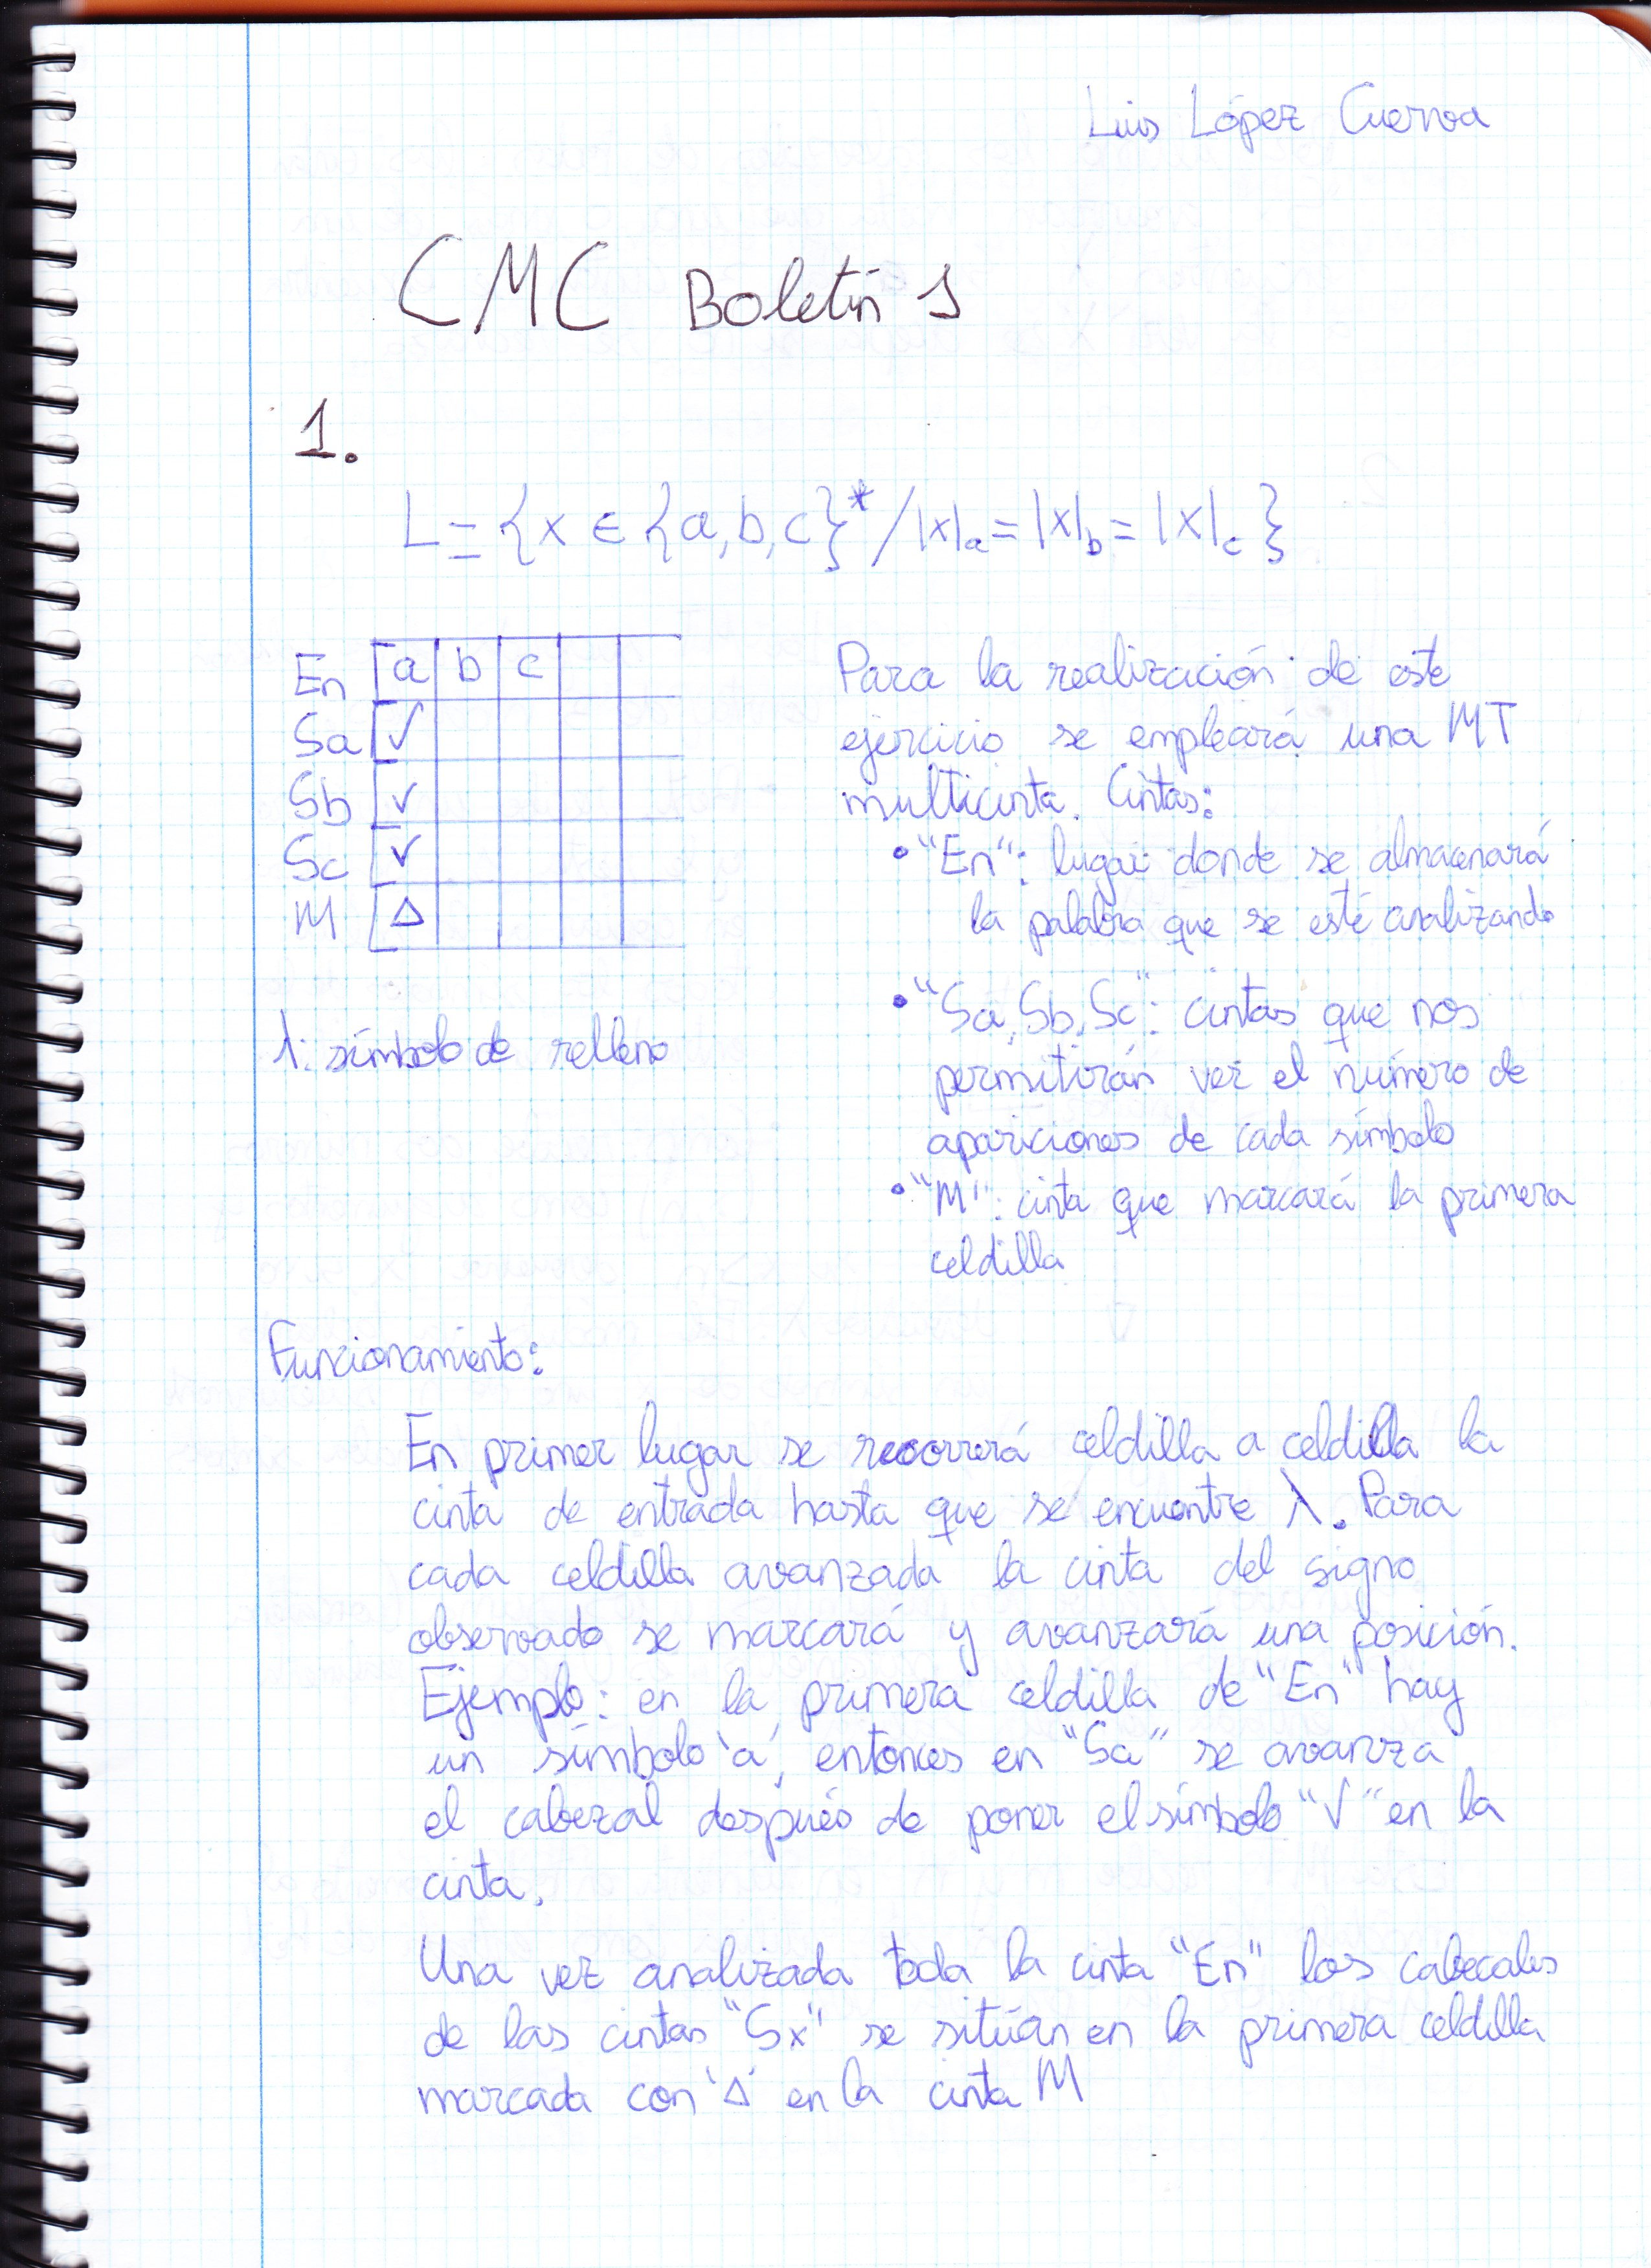 Luis López Cuerva
CMC Boletín 1
1.
L = {x ∈ {a,b,c}* / |x|a = |x|b = |x|c }
En a b c
Sa √
Sb √
Sc √
M Δ
λ: símbolo de relleno
Para la realización de este
ejercicio se empleará una MT
multicinta. Cintas:
• "En": lugar donde se almacenará
la palabra que se esté analizando
• "Sa, Sb, Sc": cintas que nos
permitirán ver el número de
apariciones de cada símbolo
• "M": cinta que marcará la primera
celdilla
Funcionamiento:
En primer lugar se recorrerá celdilla a celdilla la
cinta de entrada hasta que se encuentre λ. Para
cada celdilla avanzada la cinta del signo
observado se marcará y avanzará una posición.
Ejemplo: en la primera celdilla de "En" hay
un símbolo 'a', entonces en "Sa" se avanza
el cabezal después de poner el símbolo "√" en la
cinta.
Una vez analizada toda la cinta "En" los cabecales
de las cintas "Sx" se sitúan en la primera celdilla
marcada con 'Δ' en la cinta M